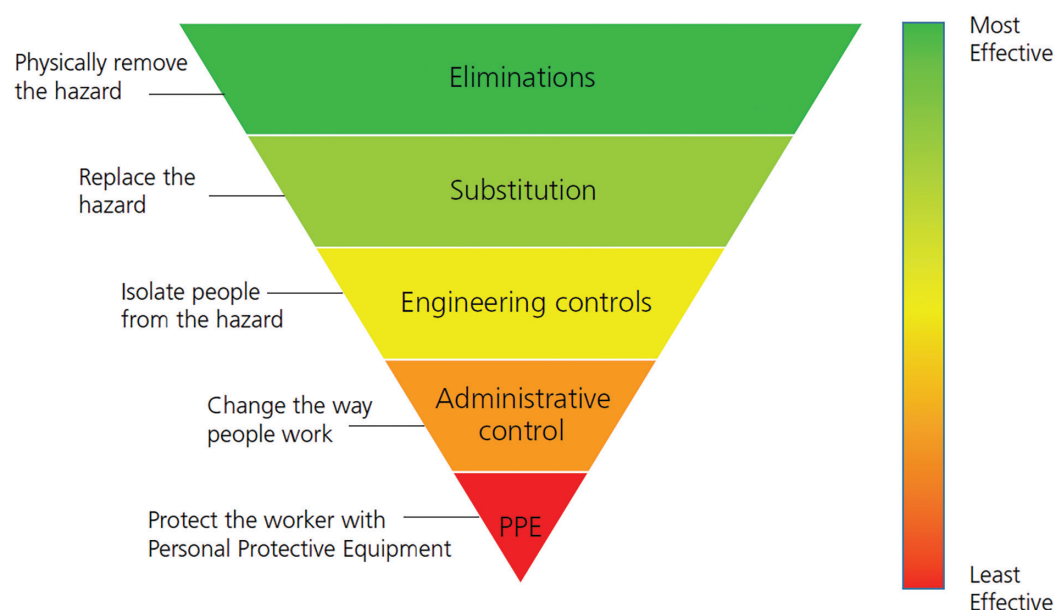 Most
Effective
Physically remove
the hazard
Eliminations
Replace the
hazard
Substitution
Isolate people
from the hazard
Engineering controls
Change the way
people work
Administrative
control
Protect the worker with
Personal Protective Equipment
PPE
Least
Effective